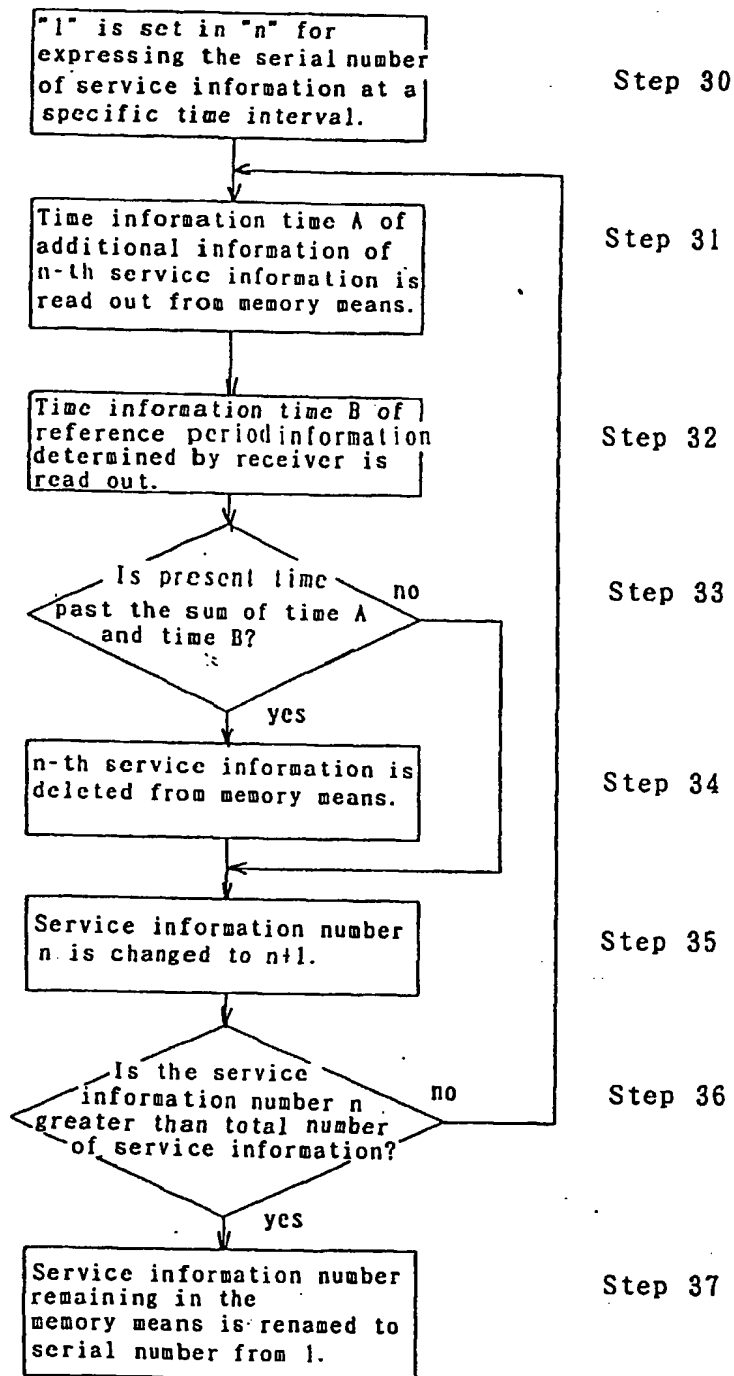 "1" is set in "n" for
expressing the serial number
of service information at a
specific time interval.
Step 30
Time information time A of
additional information of
n-th service information is
read out from memory means.
Step 31
Time information time B of
reference period information
determined by receiver is
read out.
Step 32
Is present time
past the sum of time A
and time B?
no
yes
Step 33
n-th service information is
deleted from memory means.
Step 34
Service information number
n is changed to n+1.
Step 35
Is the service
information number n
greater than total number
of service information?
no
yes
Step 36
Service information number
remaining in the
memory means is renamed to
serial number from 1.
Step 37